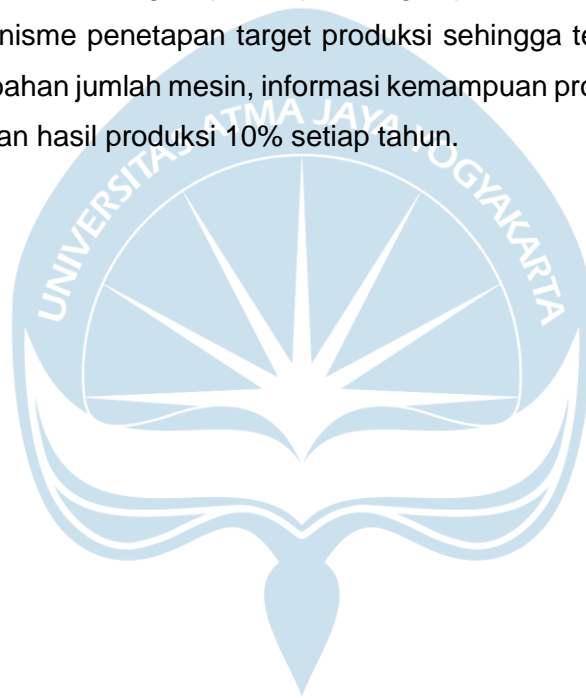 nisme penetapan target produksi sehingga te
bahan jumlah mesin, informasi kemampuan pro
an hasil produksi 10% setiap tahun.
UNIVERSITAS ATMA JAYA YOGYAKARTA